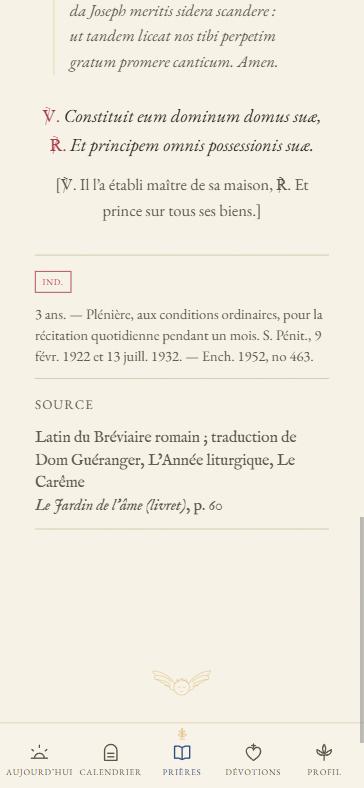 da Joseph meritis sidera scandere :
ut tandem liceat nos tibi perpetim
gratum promere canticum. Amen.
℣. Constituit eum dominum domus suæ,
℟. Et principem omnis possessionis suæ.
[℣. Il l’a établi maître de sa maison, ℟. Et
prince sur tous ses biens.]
IND.
3 ans. — Plénière, aux conditions ordinaires, pour la
récitation quotidienne pendant un mois. S. Pénit., 9
févr. 1922 et 13 juill. 1932. — Ench. 1952, no 463.
SOURCE
Latin du Bréviaire romain ; traduction de
Dom Guéranger, L’Année liturgique, Le
Carême
Le Jardin de l’âme (livret), p. 60
AUJOURD’HUI CALENDRIER PRIÈRES DÉVOTIONS PROFIL